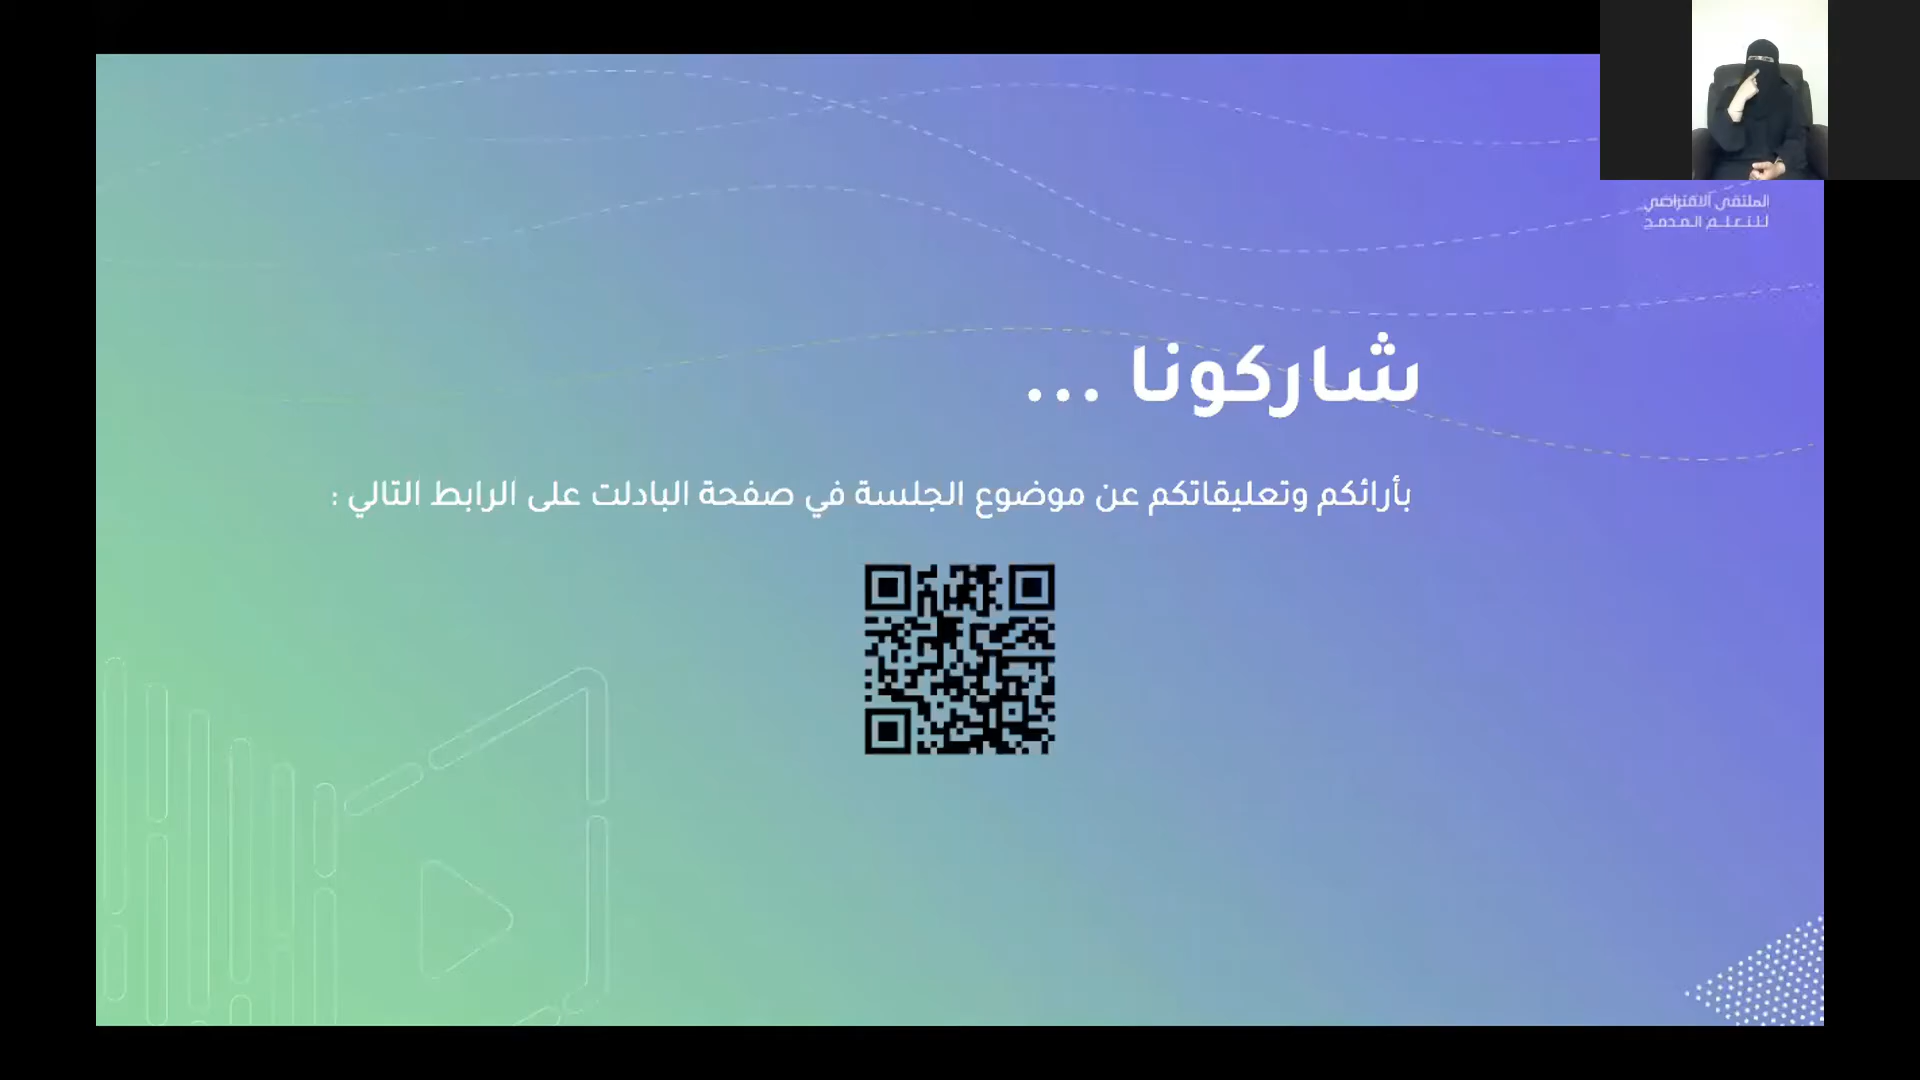 الملتقى الافتراضي
للتعلم المدمج
شاركونا ...
بأرائكم وتعليقاتكم عن موضوع الجلسة في صفحة البادلت على الرابط التالي :